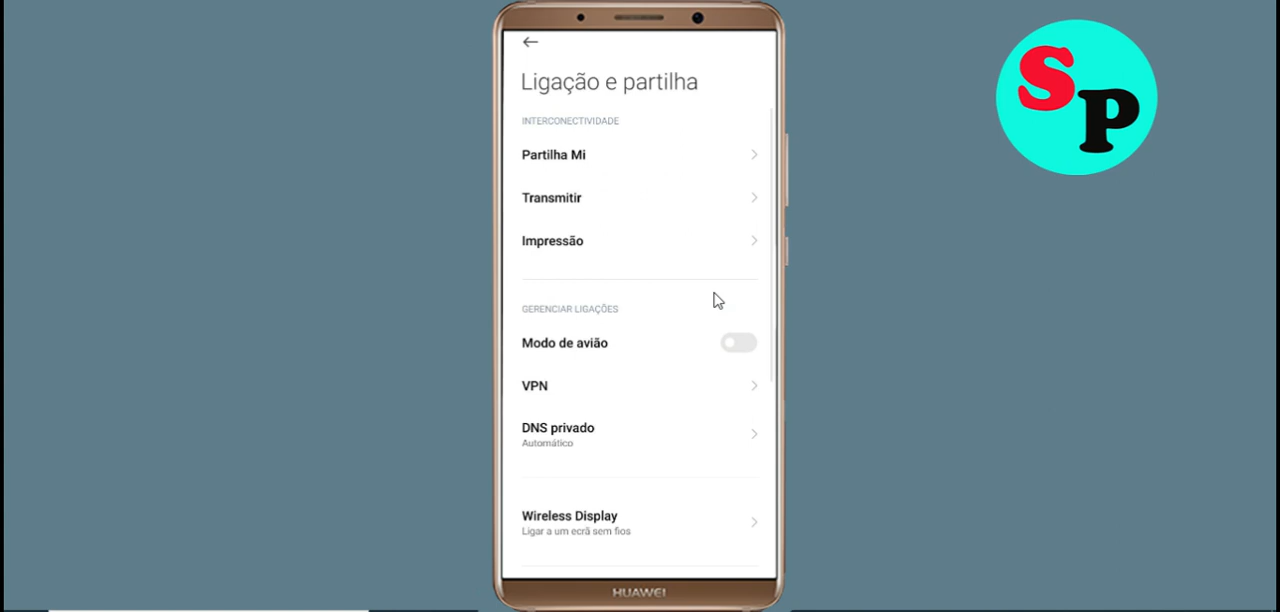 S
P
Ligação e partilha
INTERCONECTIVIDADE
Partilha Mi
Transmitir
Impressão
GERENCIAR LIGAÇÕES
Modo de avião
VPN
DNS privado
Automático
Wireless Display
Ligar a um ecrã sem fios
HUAWEI